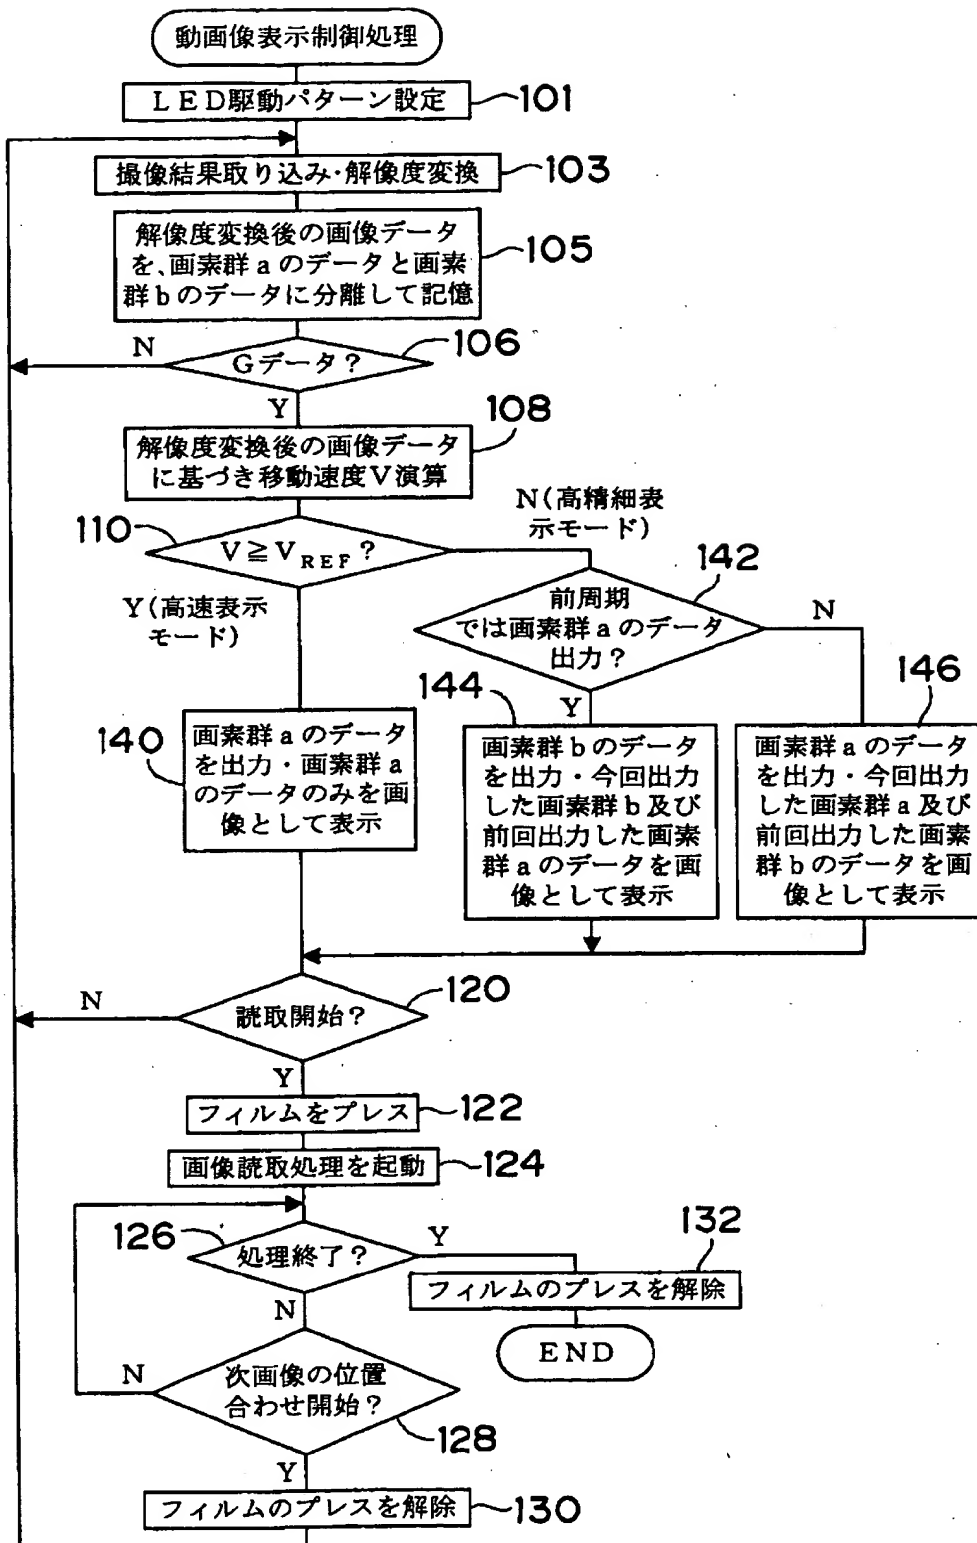 動画像表示制御処理
LED駆動パターン設定
101
撮像結果取り込み・解像度変換
103
解像度変換後の画像データ
を、画素群aのデータと画素
群bのデータに分離して記憶
105
N
Gデータ?
106
Y
108
解像度変換後の画像データ
に基づき移動速度V演算
110
V≧VREF?
N(高精細表
示モード)
Y(高速表示
モード)
142
前周期
では画素群aのデータ
出力?
N
144
Y
146
140
画素群aのデータ
を出力・画素群a
のデータのみを画
像として表示
画素群bのデータ
を出力・今回出力
した画素群b及び
前回出力した画素
群aのデータを画
像として表示
画素群aのデータ
を出力・今回出力
した画素群a及び
前回出力した画素
群bのデータを画
像として表示
N
読取開始?
120
Y
フィルムをプレス
122
画像読取処理を起動
124
126
処理終了?
Y
132
フィルムのプレスを解除
N
END
N
次画像の位置
合わせ開始?
128
Y
フィルムのプレスを解除
130